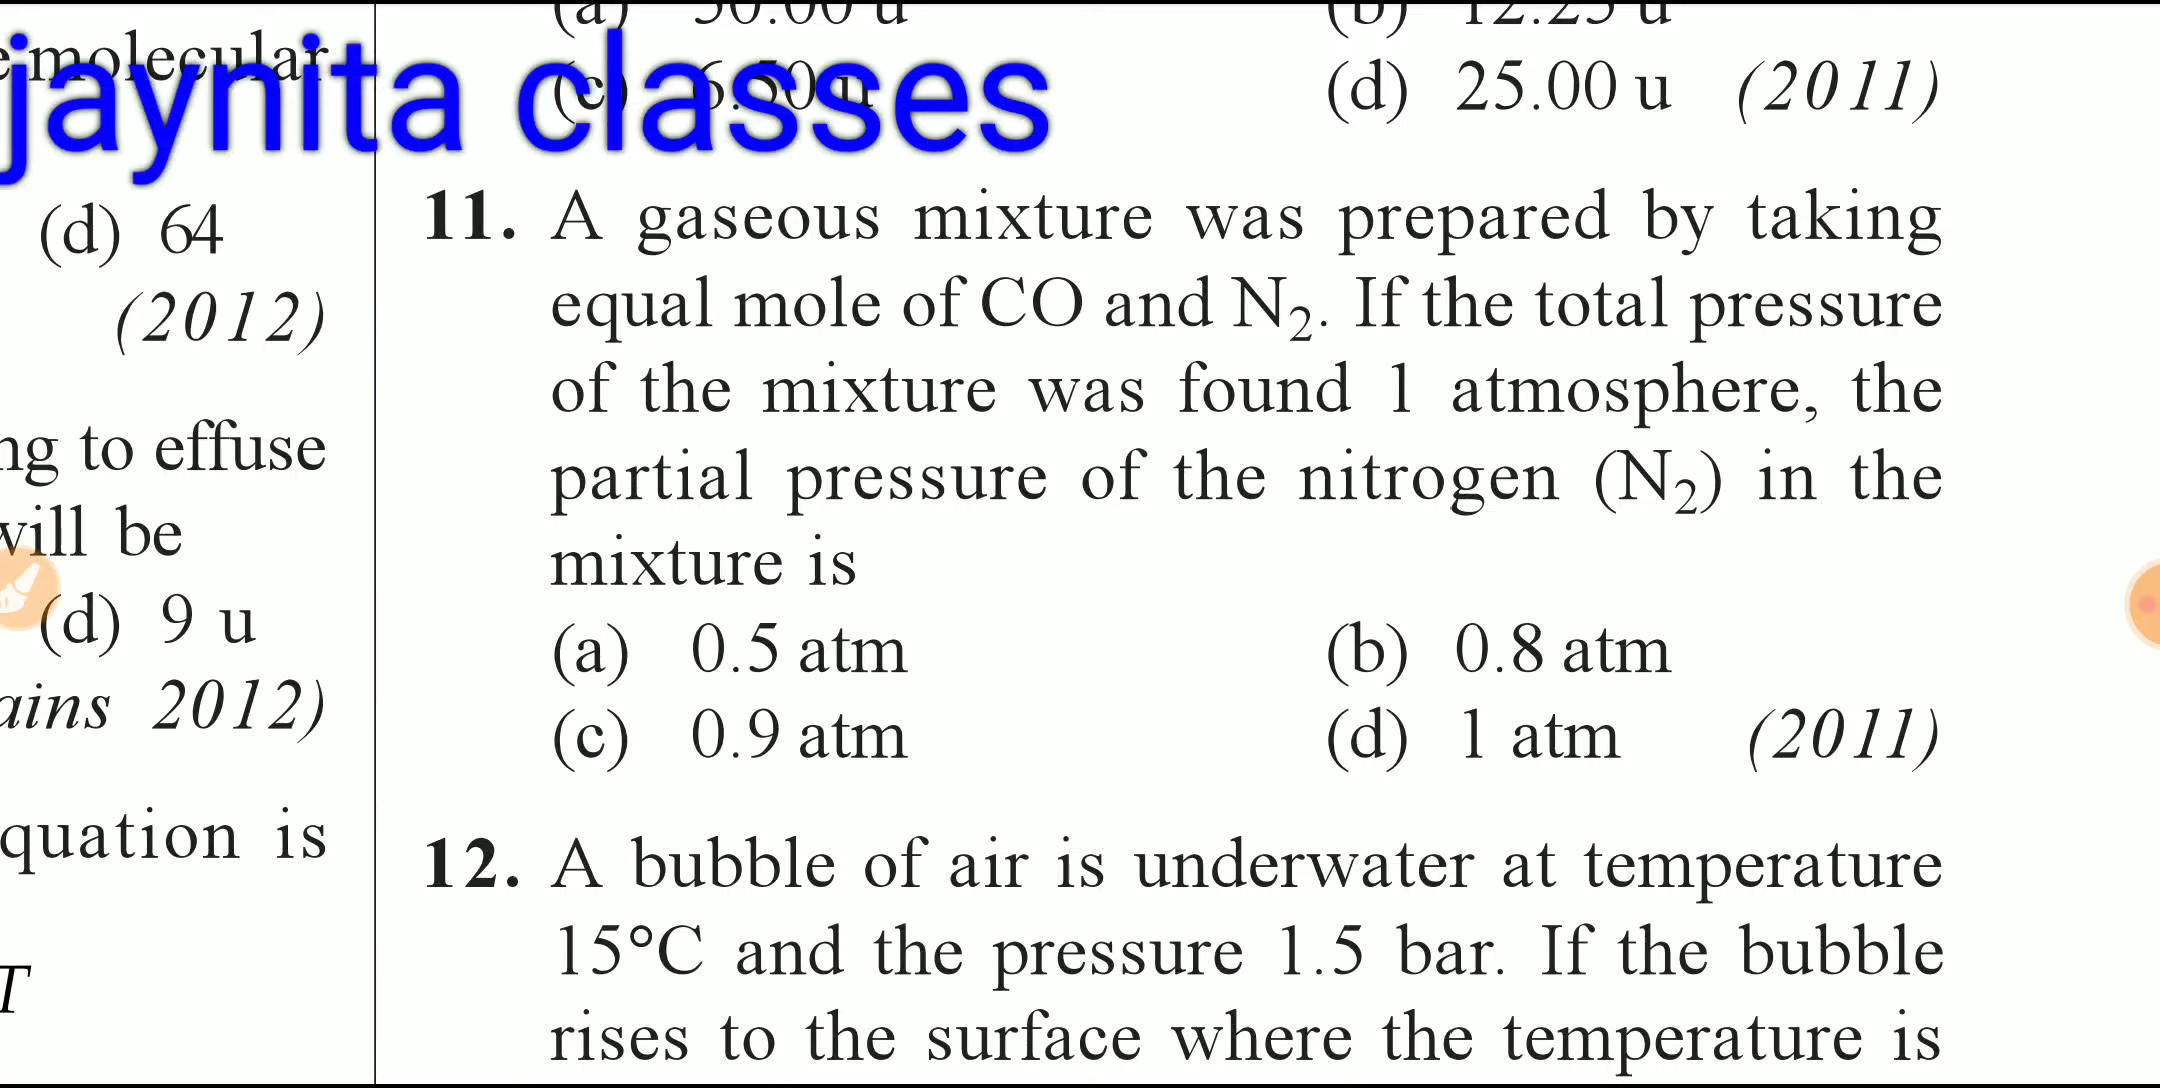 jaynita classes
molecular
(d) 64
(2012)
to effuse
will be
(d) 9 u
2012)
is
T
(c) 6.50 u (d) 25.00 u (2011)
11. A gaseous mixture was prepared by taking
equal mole of CO and N₂. If the total pressure
of the mixture was found 1 atmosphere, the
partial pressure of the nitrogen (N₂) in the
mixture is
(a) 0.5 atm (b) 0.8 atm
(c) 0.9 atm (d) 1 atm (2011)
12. A bubble of air is underwater at temperature
15°C and the pressure 1.5 bar. If the bubble
rises to the surface where the temperature is